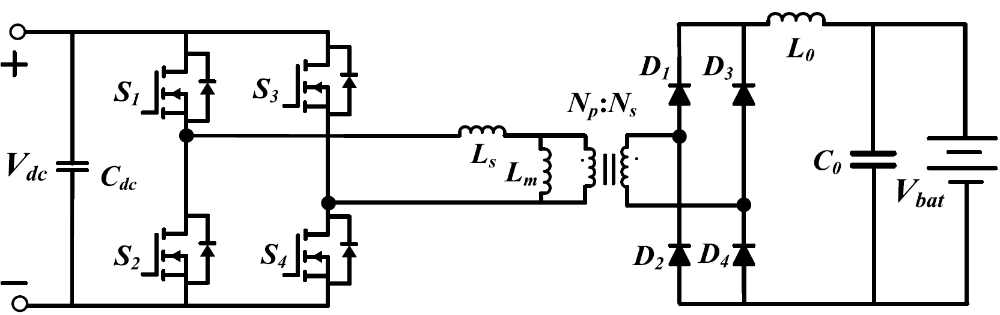 +
V_dc
−
C_dc
S_1
S_2
S_3
S_4
L_s
L_m
N_p:N_s
D_1
D_3
D_2
D_4
L_0
C_0
V_bat